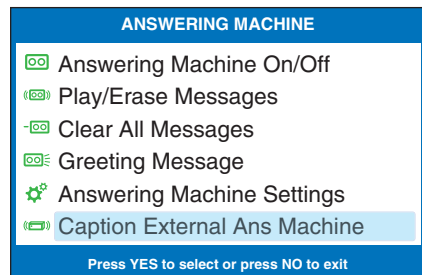 ANSWERING MACHINE
Answering Machine On/Off
Play/Erase Messages
Clear All Messages
Greeting Message
Answering Machine Settings
Caption External Ans Machine
Press YES to select or press NO to exit